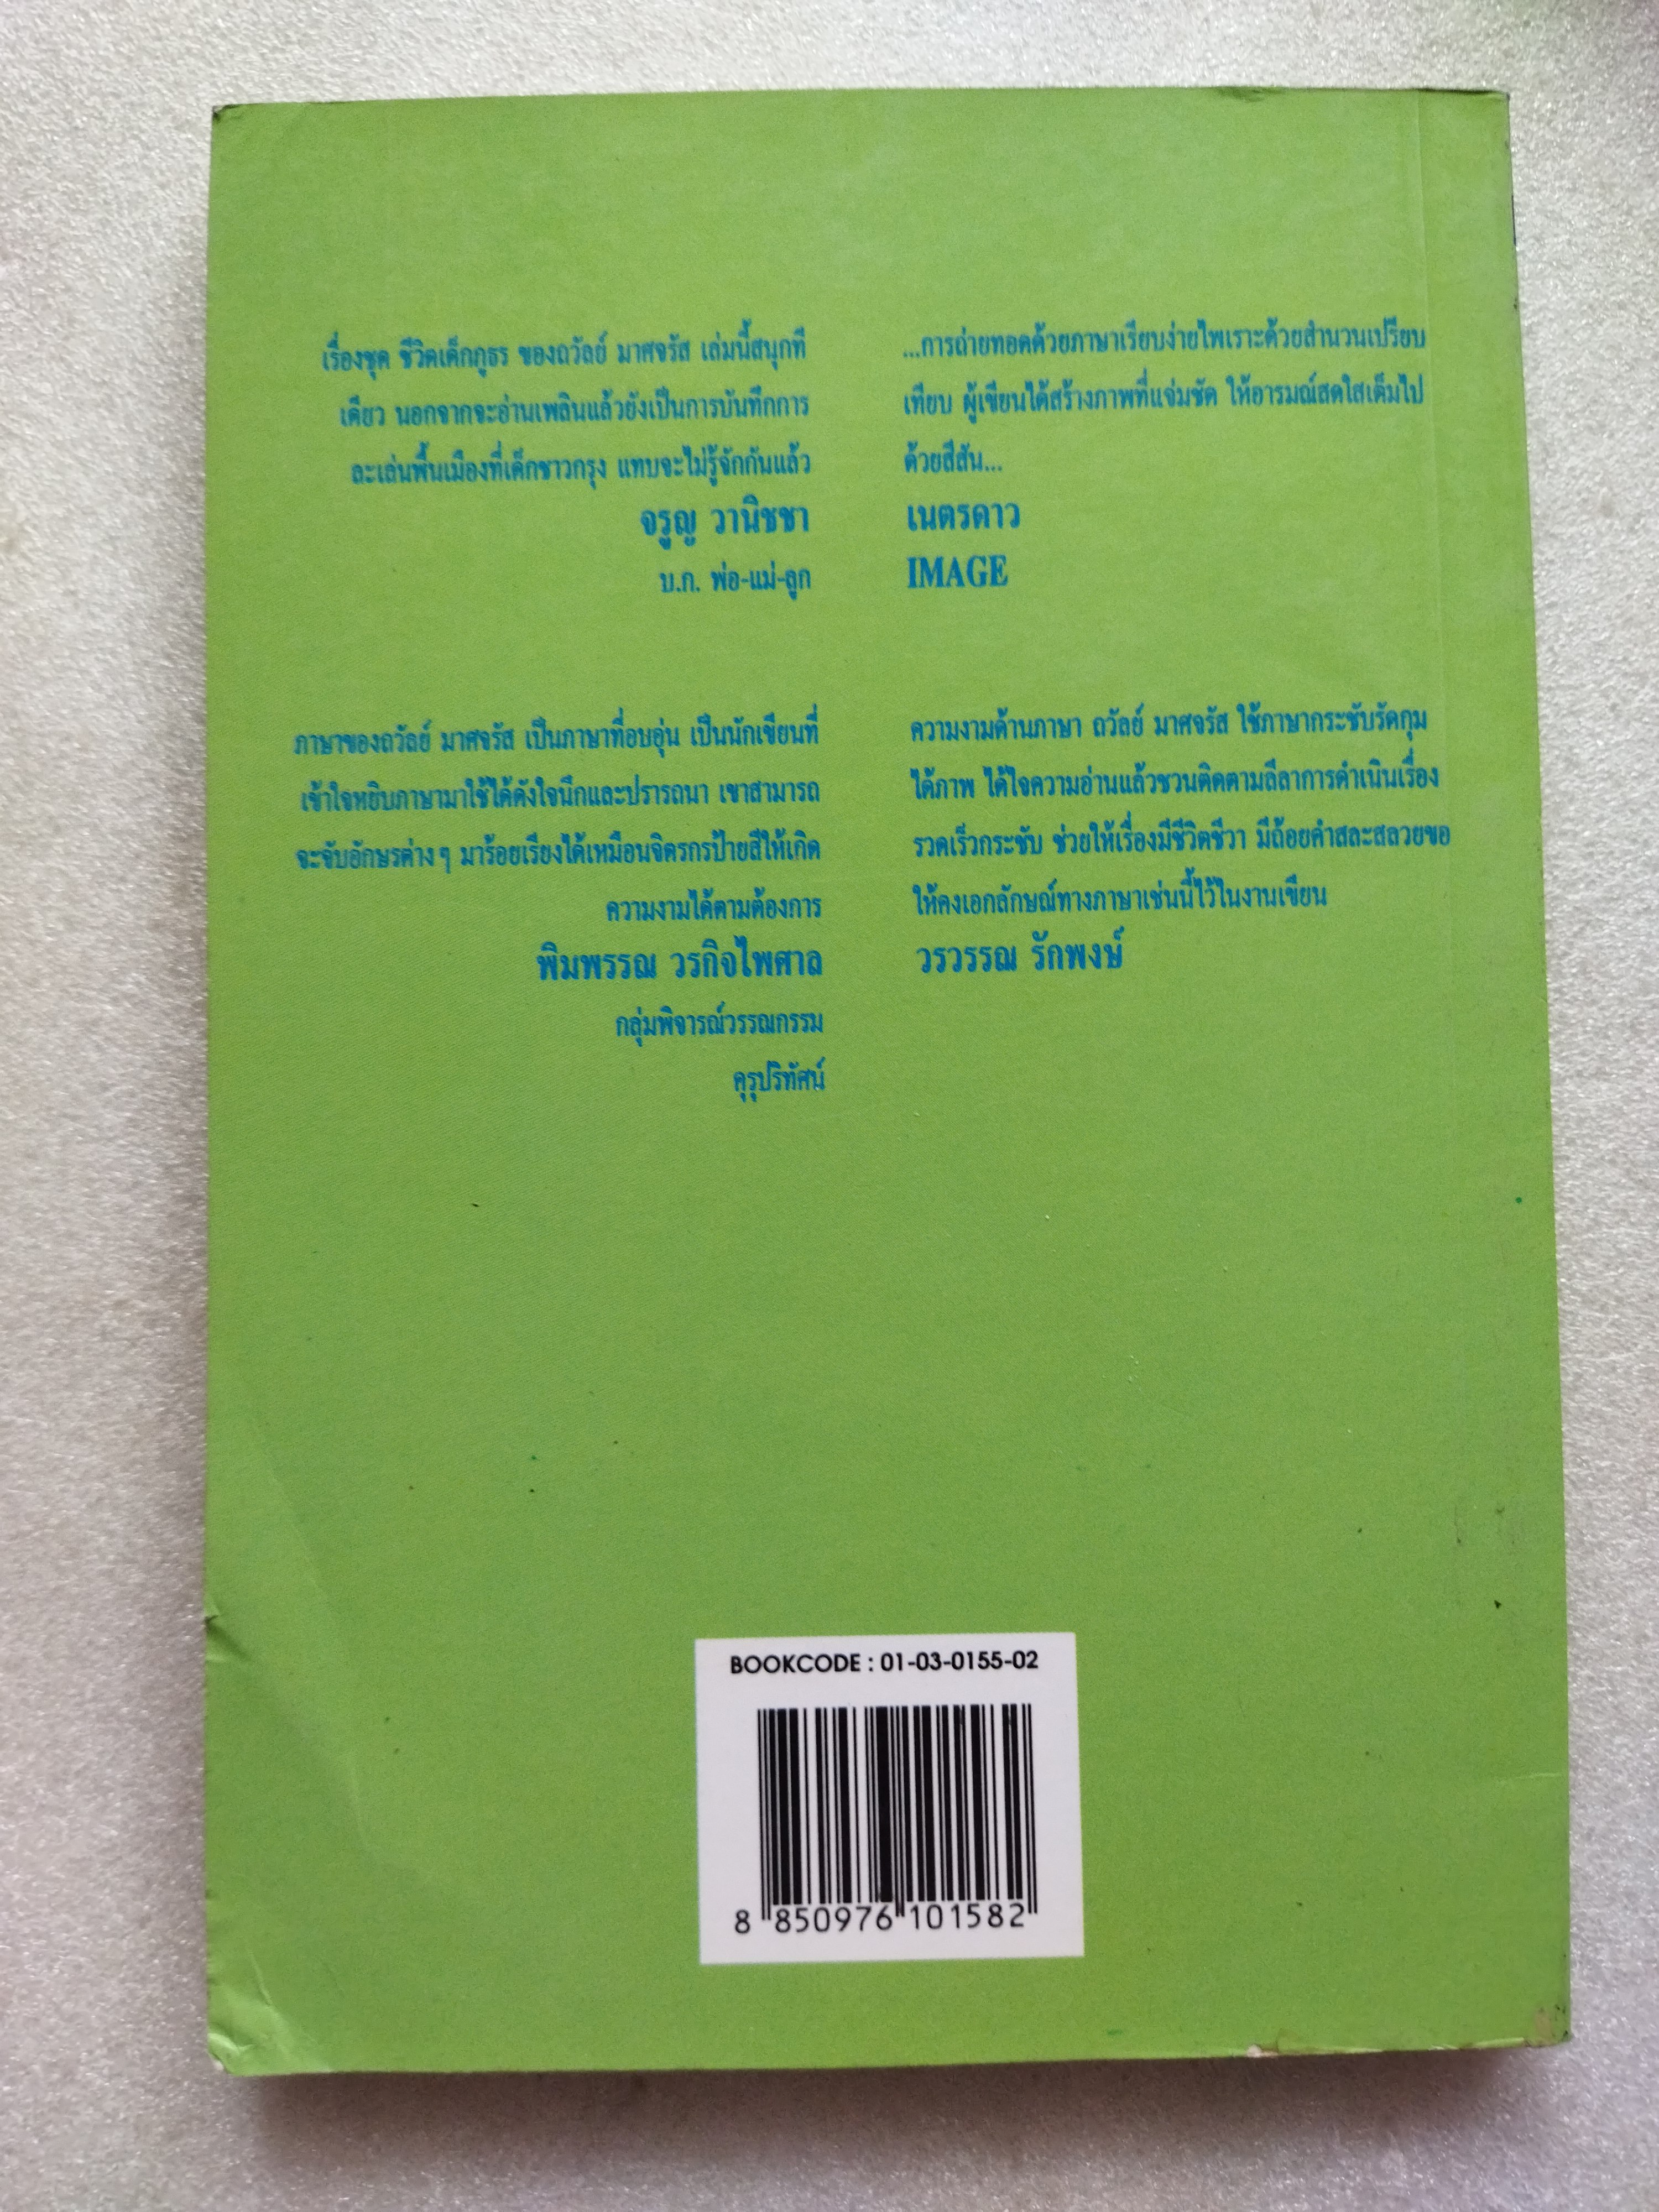 เรื่องชุด ชีวิตเด็กภูธร ของถวัลย์ มาศจรัส เล่มนี้สนุกที
เดียว นอกจากจะอ่านเพลินแล้วยังเป็นการบันทึกการ
ละเล่นพื้นเมืองที่เด็กชาวกรุง แทบจะไม่รู้จักกันแล้ว
จรูญ วานิชชา
บ.ก. พ่อ-แม่-ลูก
...การถ่ายทอดด้วยภาษาเรียบง่ายไพเราะด้วยสำนวนเปรียบ
เทียบ ผู้เขียนได้สร้างภาพที่แจ่มชัด ให้อารมณ์สดใสเต็มไป
ด้วยสีสัน...
เนตรดาว
IMAGE
ภาษาของถวัลย์ มาศจรัส เป็นภาษาที่อบอุ่น เป็นนักเขียนที่
เข้าใจหยิบภาษามาใช้ได้ดังใจนึกและปรารถนา เขาสามารถ
จะจับอักษรต่างๆ มาร้อยเรียงได้เหมือนจิตรกรป้ายสีให้เกิด
ความงามได้ตามต้องการ
พิมพรรณ วรกิจไพศาล
กลุ่มพิจารณ์วรรณกรรม
คุรุปริทัศน์
ความงามด้านภาษา ถวัลย์ มาศจรัส ใช้ภาษากระชับรัดกุม
ได้ภาพ ได้ใจความอ่านแล้วชวนติดตามลีลาการดำเนินเรื่อง
รวดเร็วกระชับ ช่วยให้เรื่องมีชีวิตชีวา มีถ้อยคำสละสลวยขอ
ให้คงเอกลักษณ์ทางภาษาเช่นนี้ไว้ในงานเขียน
วรวรรณ รักพงษ์
BOOKCODE : 01-03-0155-02
8 850976 101582